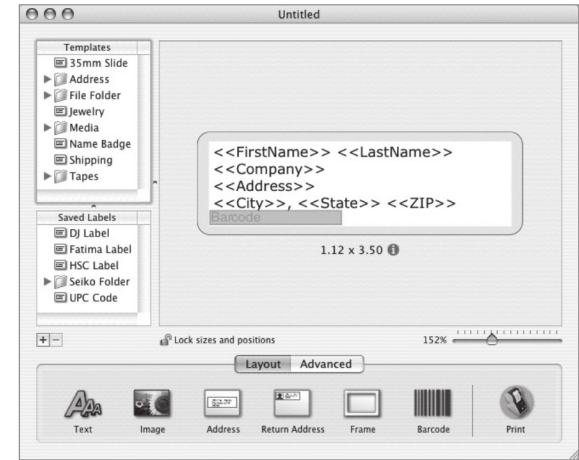 Untitled
Templates
35mm Slide
Address
File Folder
Jewelry
Media
Name Badge
Shipping
Tapes
Saved Labels
DJ Label
Fatima Label
HSC Label
Seiko Folder
UPC Code
<<FirstName>> <<LastName>>
<<Company>>
<<Address>>
<<City>>, <<State>> <<ZIP>>
Barcode
1.12 x 3.50
Lock sizes and positions
152%
Layout Advanced
Text Image Address Return Address Frame Barcode Print